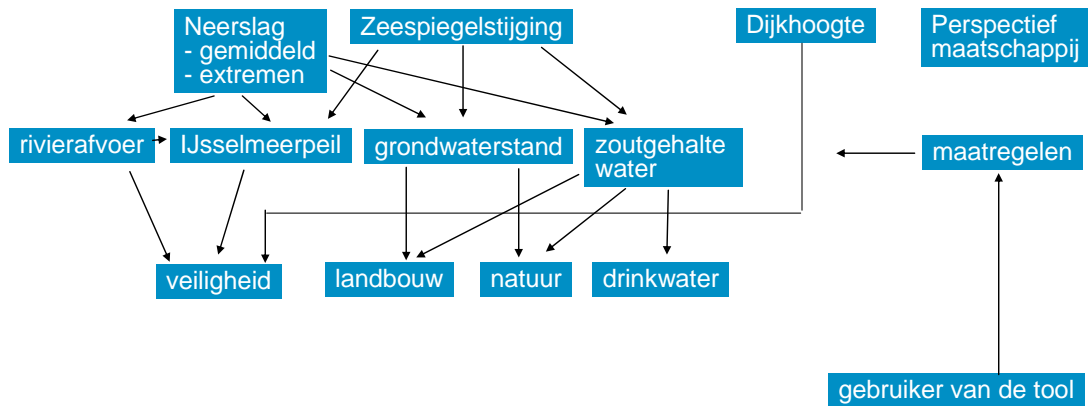 Neerslag
- gemiddeld
- extremen
Zeespiegelstijging
Dijkhoogte
Perspectief
maatschappij
rivierafvoer
IJsselmeerpeil
grondwaterstand
zoutgehalte
water
maatregelen
veiligheid
landbouw
natuur
drinkwater
gebruiker van de tool